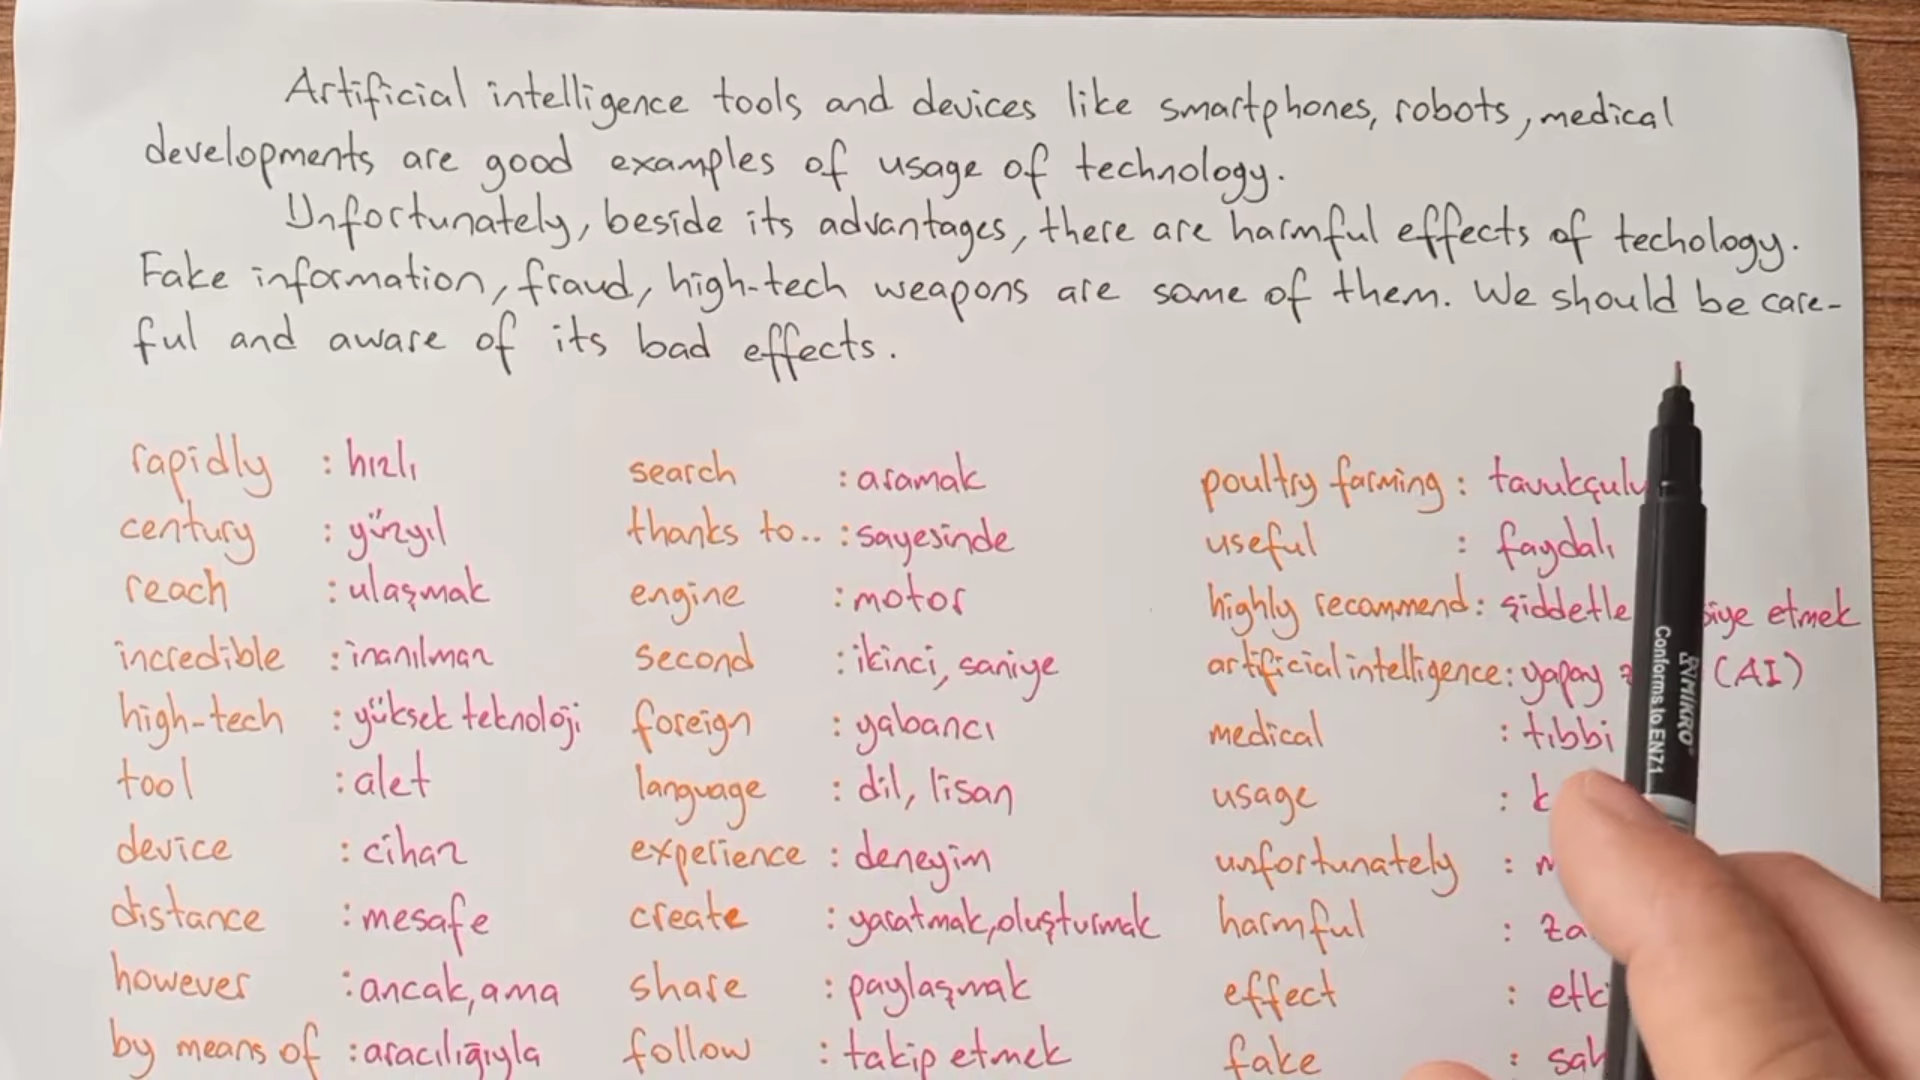 Artificial intelligence tools and devices like smartphones, robots, medical
developments are good examples of usage of technology.
Unfortunately, beside its advantages, there are harmful effects of techology.
Fake information, fraud, high-tech weapons are some of them. We should be care-
ful and aware of its bad effects.
rapidly : hızlı
century : yüzyıl
reach : ulaşmak
incredible : inanılmaz
high-tech : yüksek teknoloji
tool : alet
device : cihaz
distance : mesafe
however : ancak, ama
by means of : aracılığıyla
search : aramak
thanks to.. : sayesinde
engine : motor
second : ikinci, saniye
foreign : yabancı
language : dil, lisan
experience : deneyim
create : yaratmak, oluşturmak
share : paylaşmak
follow : takip etmek
poultry farming :
useful : faydalı
highly recommend : şiddetle etmek
artificial intelligence : yapay (AI)
medical : tıbbi
usage :
unfortunately :
harmful :
effect :
fake :
MIKRO
Conforms to EN71